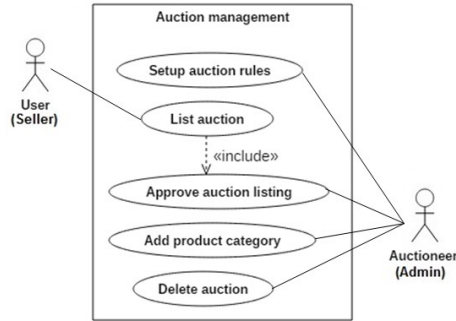 Auction management
Setup auction rules
User
(Seller)
List auction
«include»
Approve auction listing
Add product category
Auctioneer
(Admin)
Delete auction